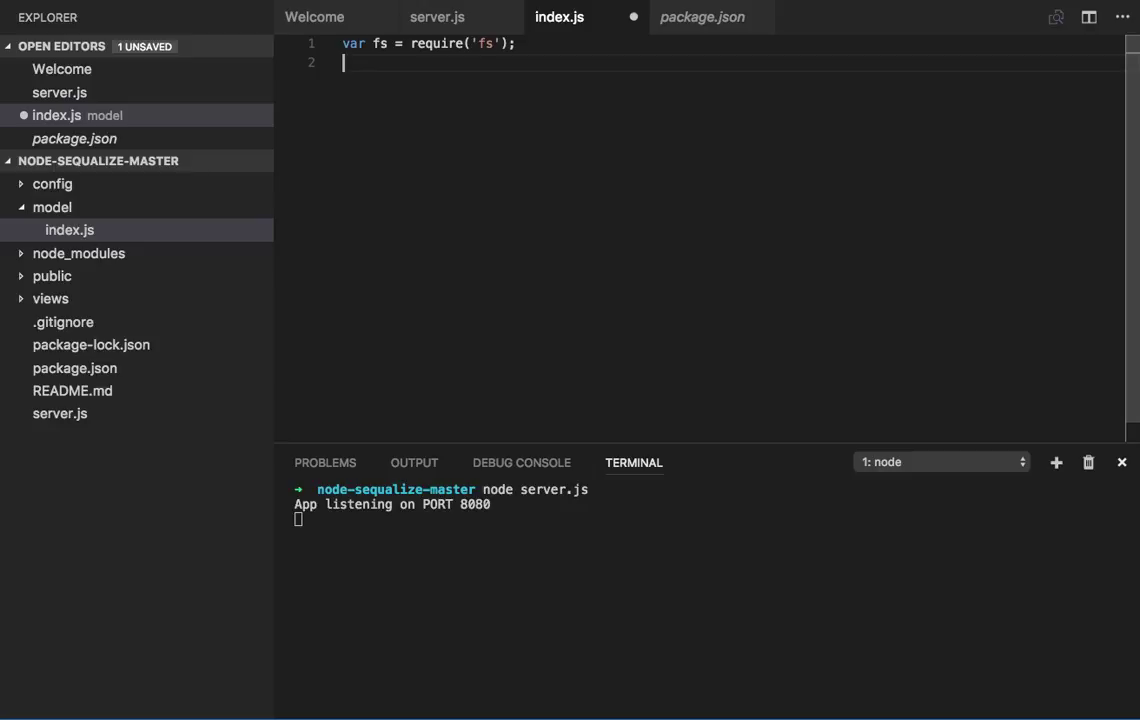 EXPLORER
Welcome
server.js
index.js
package.json
OPEN EDITORS 1 UNSAVED
Welcome
server.js
index.js model
package.json
NODE-SEQUALIZE-MASTER
config
model
index.js
node_modules
public
views
.gitignore
package-lock.json
package.json
README.md
server.js
1 var fs = require('fs');
2
PROBLEMS OUTPUT DEBUG CONSOLE TERMINAL 1: node
→ node-sequalize-master node server.js
App listening on PORT 8080